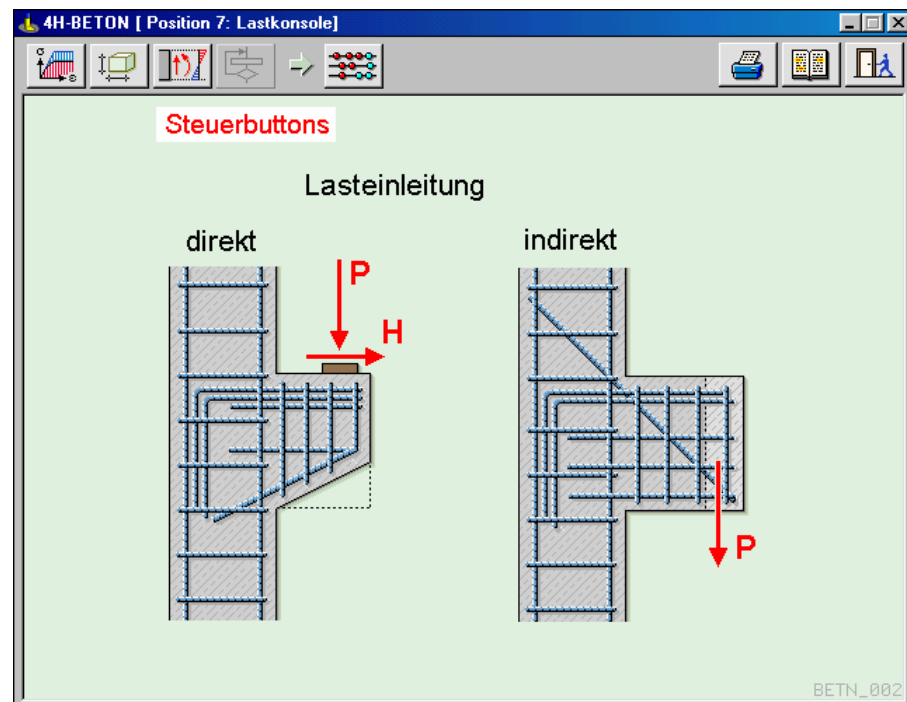 4H-BETON [ Position 7: Lastkonsole]
σ ε
Steuerbuttons
Lasteinleitung
direkt
indirekt
P
H
P
BETN_002